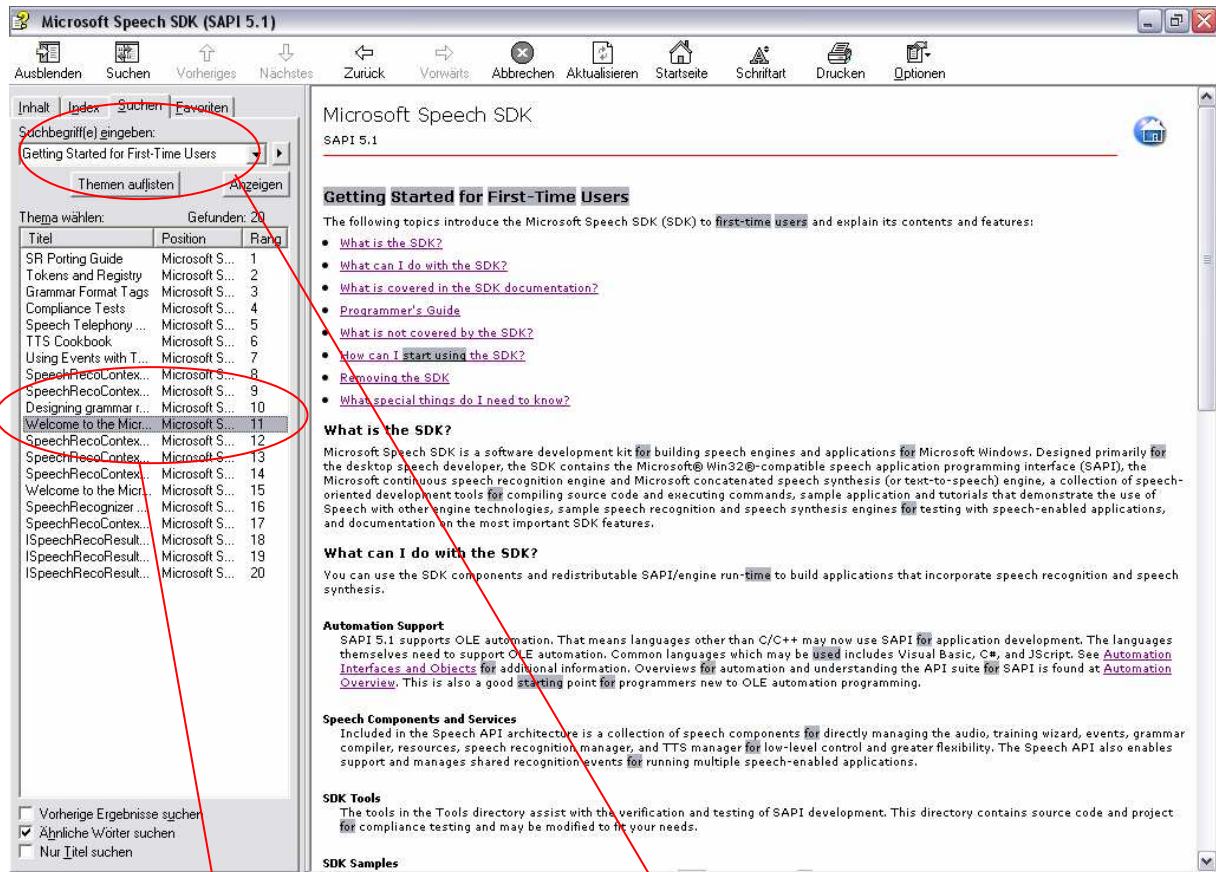 Microsoft Speech SDK (SAPI 5.1)
Ausblenden Suchen Vorheriges Nächstes Zurück Vorwärts Abbrechen Aktualisieren Startseite Schriftart Drucken Optionen
Inhalt Index Suchen Favoriten
Suchbegriff(e) eingeben:
Getting Started for First-Time Users
Themen auflisten Anzeigen
Thema wählen: Gefunden: 20
Titel Position Rang
SR Porting Guide Microsoft S... 1
Tokens and Registry Microsoft S... 2
Grammar Format Tags Microsoft S... 3
Compliance Tests Microsoft S... 4
Speech Telephony ... Microsoft S... 5
TTS Cookbook Microsoft S... 6
Using Events with T... Microsoft S... 7
SpeechRecoContex... Microsoft S... 8
SpeechRecoContex... Microsoft S... 9
Designing grammar r... Microsoft S... 10
Welcome to the Micr... Microsoft S... 11
SpeechRecoContex... Microsoft S... 12
SpeechRecoContex... Microsoft S... 13
SpeechRecoContex... Microsoft S... 14
Welcome to the Micr... Microsoft S... 15
SpeechRecognizer ... Microsoft S... 16
SpeechRecoContex... Microsoft S... 17
ISpeechRecoResult... Microsoft S... 18
ISpeechRecoResult... Microsoft S... 19
ISpeechRecoResult... Microsoft S... 20
Vorherige Ergebnisse suchen
Ähnliche Wörter suchen
Nur Titel suchen
Microsoft Speech SDK
SAPI 5.1
Getting Started for First-Time Users
The following topics introduce the Microsoft Speech SDK (SDK) to first-time users and explain its contents and features:
• What is the SDK?
• What can I do with the SDK?
• What is covered in the SDK documentation?
• Programmer's Guide
• What is not covered by the SDK?
• How can I start using the SDK?
• Removing the SDK
• What special things do I need to know?
What is the SDK?
Microsoft Speech SDK is a software development kit for building speech engines and applications for Microsoft Windows. Designed primarily for
the desktop speech developer, the SDK contains the Microsoft® Win32®-compatible speech application programming interface (SAPI), the
Microsoft continuous speech recognition engine and Microsoft concatenated speech synthesis (or text-to-speech) engine, a collection of speech-
oriented development tools for compiling source code and executing commands, sample application and tutorials that demonstrate the use of
Speech with other engine technologies, sample speech recognition and speech synthesis engines for testing with speech-enabled applications,
and documentation on the most important SDK features.
What can I do with the SDK?
You can use the SDK components and redistributable SAPI/engine run-time to build applications that incorporate speech recognition and speech
synthesis.
Automation Support
SAPI 5.1 supports OLE automation. That means languages other than C/C++ may now use SAPI for application development. The languages
themselves need to support OLE automation. Common languages which may be used includes Visual Basic, C#, and JScript. See Automation
Interfaces and Objects for additional information. Overviews for automation and understanding the API suite for SAPI is found at Automation
Overview. This is also a good starting point for programmers new to OLE automation programming.
Speech Components and Services
Included in the Speech API architecture is a collection of speech components for directly managing the audio, training wizard, events, grammar
compiler, resources, speech recognition manager, and TTS manager for low-level control and greater flexibility. The Speech API also enables
support and manages shared recognition events for running multiple speech-enabled applications.
SDK Tools
The tools in the Tools directory assist with the verification and testing of SAPI development. This directory contains source code and project
for compliance testing and may be modified to fit your needs.
SDK Samples